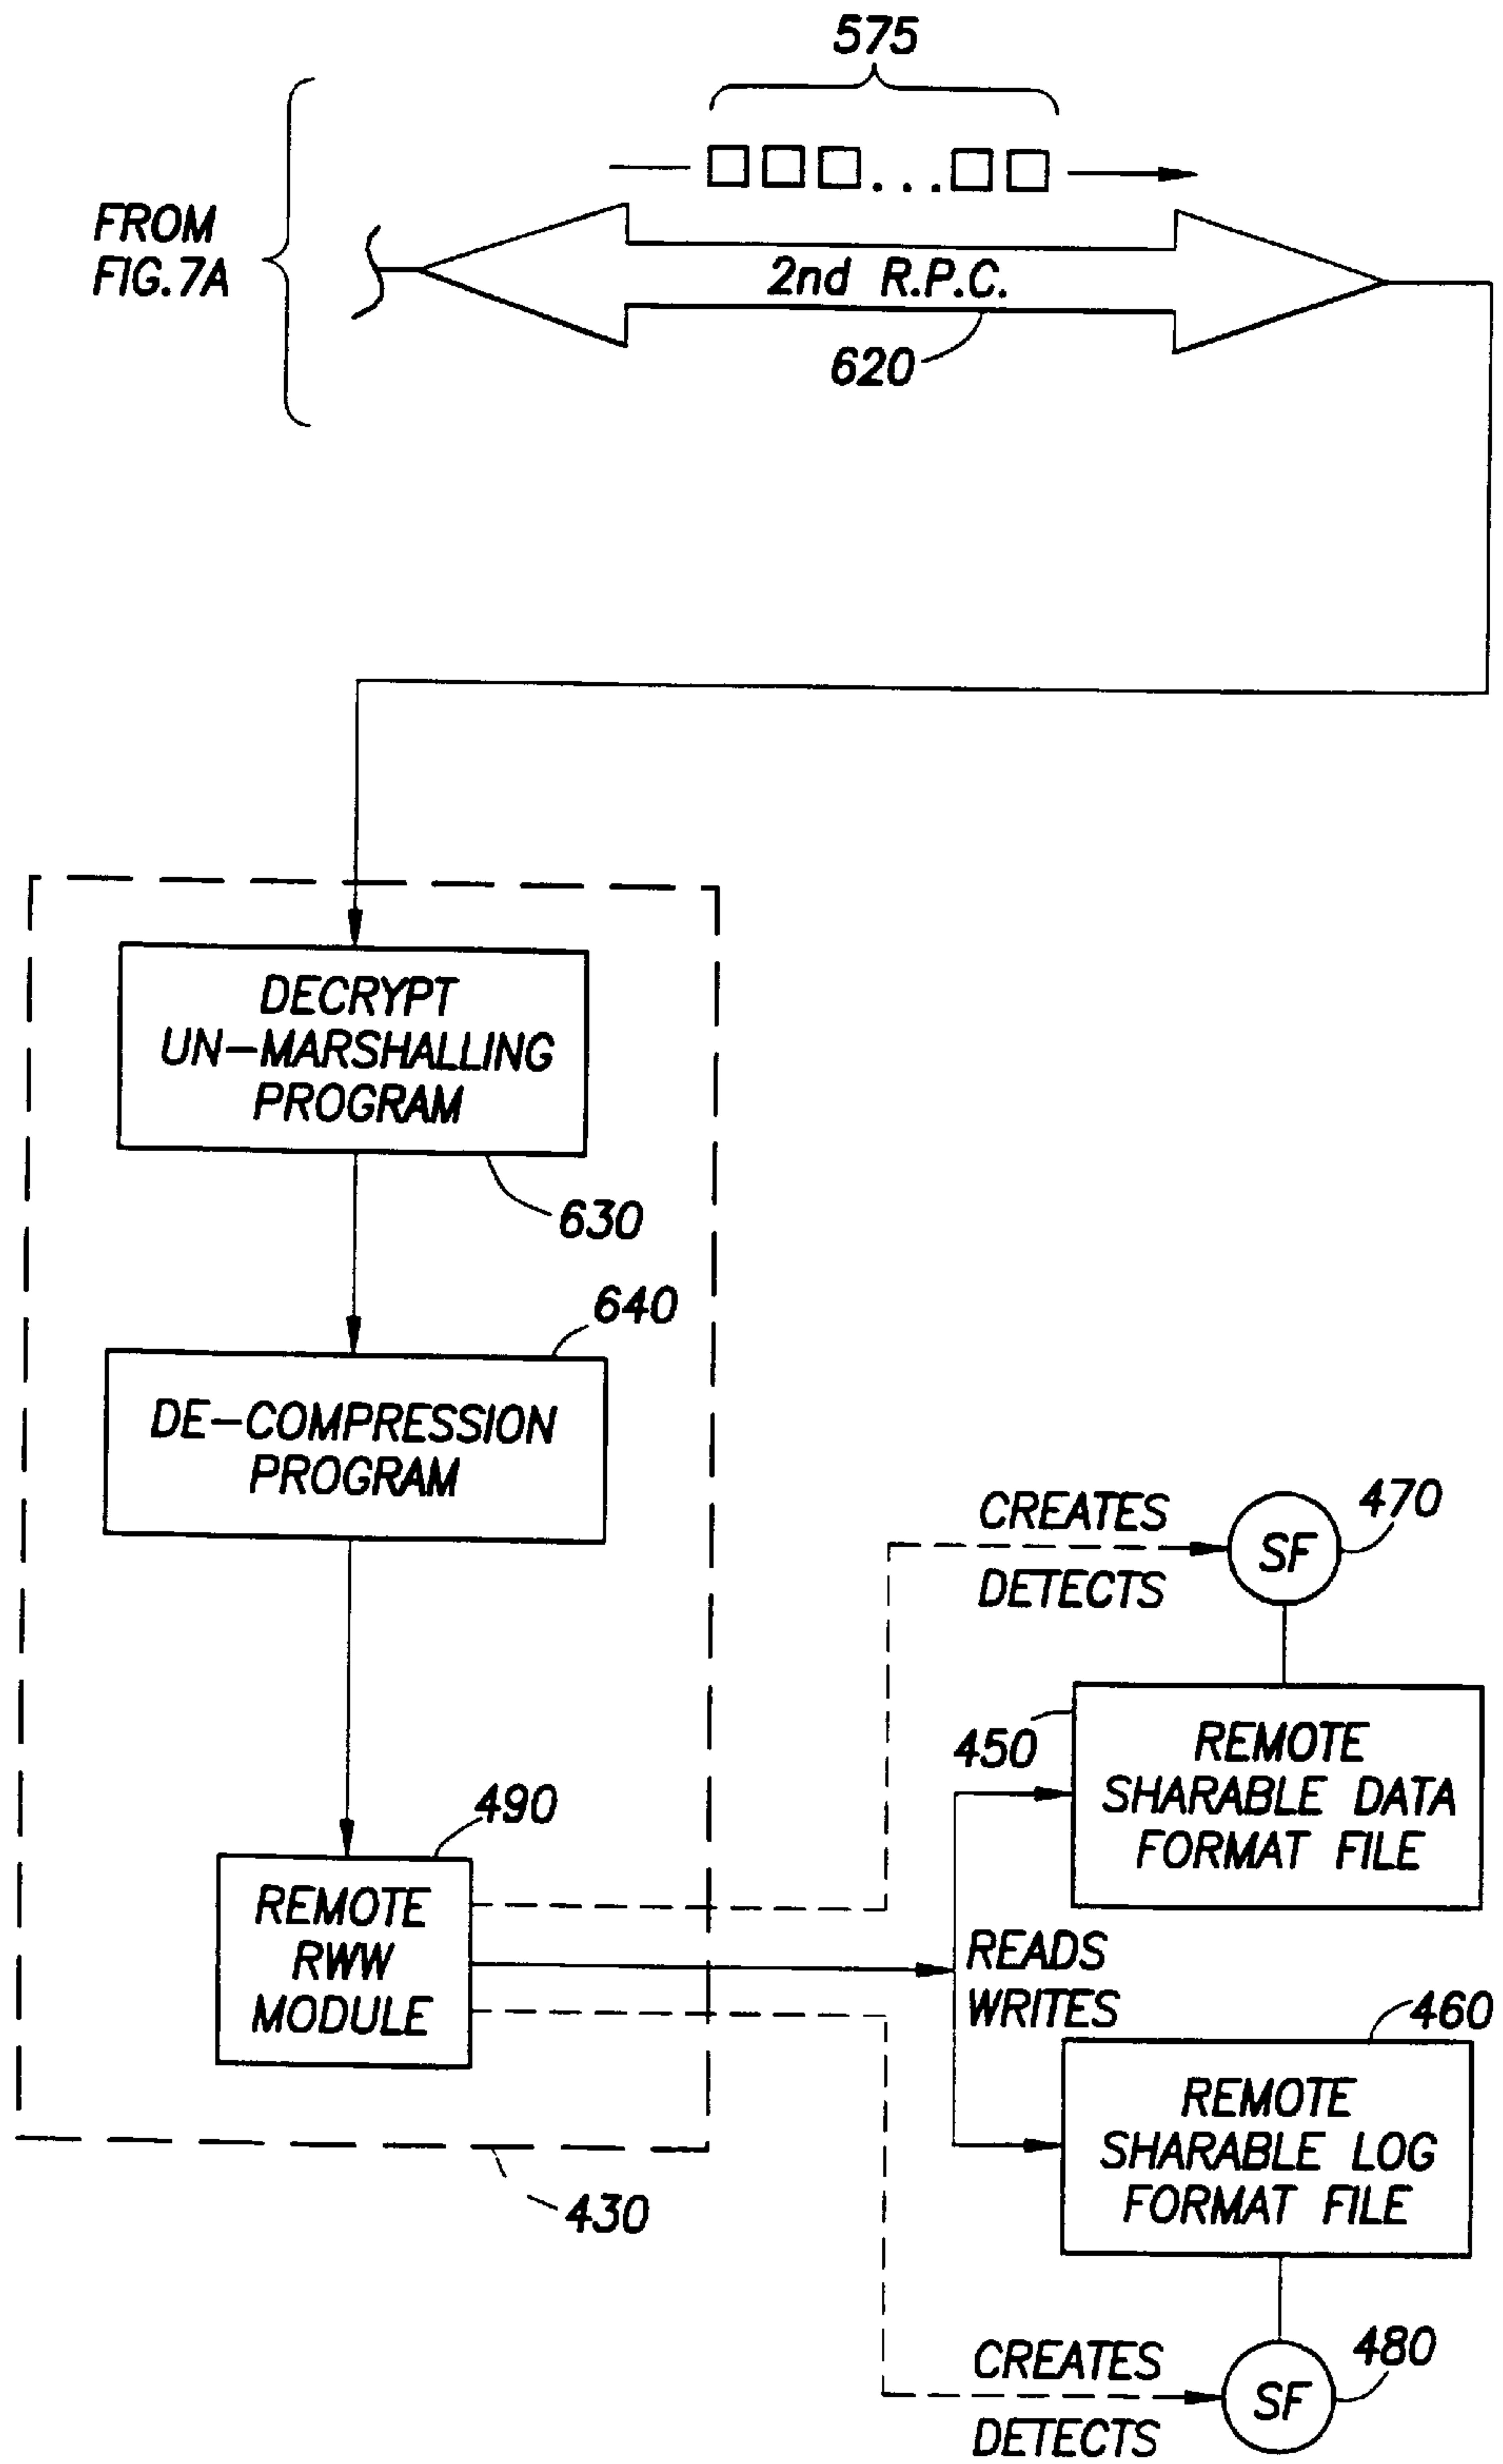 575
FROM
FIG.7A
2nd R.P.C.
620
DECRYPT
UN-MARSHALLING
PROGRAM
630
640
DE-COMPRESSION
PROGRAM
CREATES
DETECTS
SF
470
450
REMOTE
SHARABLE DATA
FORMAT FILE
490
REMOTE
RWW
MODULE
READS
WRITES
460
REMOTE
SHARABLE LOG
FORMAT FILE
430
CREATES
DETECTS
SF
480